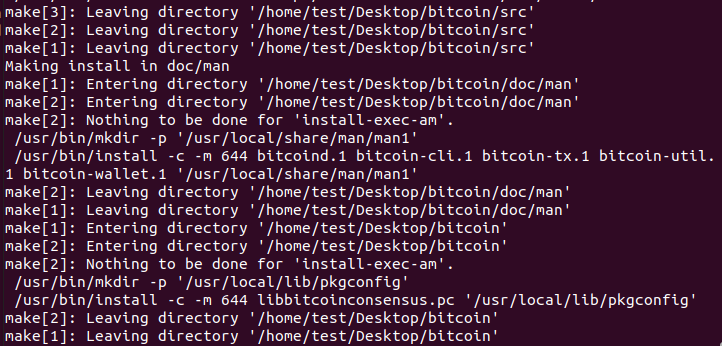 make[3]: Leaving directory '/home/test/Desktop/bitcoin/src'
make[2]: Leaving directory '/home/test/Desktop/bitcoin/src'
make[1]: Leaving directory '/home/test/Desktop/bitcoin/src'
Making install in doc/man
make[1]: Entering directory '/home/test/Desktop/bitcoin/doc/man'
make[2]: Entering directory '/home/test/Desktop/bitcoin/doc/man'
make[2]: Nothing to be done for 'install-exec-am'.
 /usr/bin/mkdir -p '/usr/local/share/man/man1'
 /usr/bin/install -c -m 644 bitcoind.1 bitcoin-cli.1 bitcoin-tx.1 bitcoin-util.
1 bitcoin-wallet.1 '/usr/local/share/man/man1'
make[2]: Leaving directory '/home/test/Desktop/bitcoin/doc/man'
make[1]: Leaving directory '/home/test/Desktop/bitcoin/doc/man'
make[1]: Entering directory '/home/test/Desktop/bitcoin'
make[2]: Entering directory '/home/test/Desktop/bitcoin'
make[2]: Nothing to be done for 'install-exec-am'.
 /usr/bin/mkdir -p '/usr/local/lib/pkgconfig'
 /usr/bin/install -c -m 644 libbitcoinconsensus.pc '/usr/local/lib/pkgconfig'
make[2]: Leaving directory '/home/test/Desktop/bitcoin'
make[1]: Leaving directory '/home/test/Desktop/bitcoin'